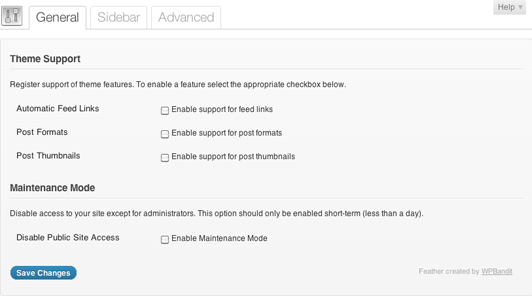 General Sidebar Advanced Help
Theme Support
Register support of theme features. To enable a feature select the appropriate checkbox below.
Automatic Feed Links Enable support for feed links
Post Formats Enable support for post formats
Post Thumbnails Enable support for post thumbnails
Maintenance Mode
Disable access to your site except for administrators. This option should only be enabled short-term (less than a day).
Disable Public Site Access Enable Maintenance Mode
Save Changes Feather created by WPBandit